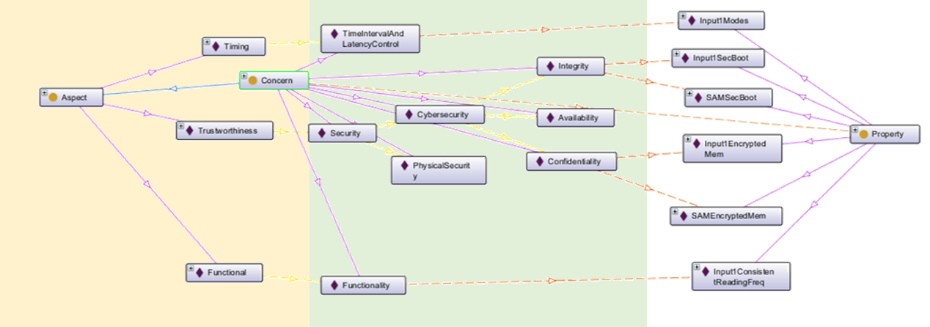 Input1Modes
TimeIntervalAnd
LatencyControl
Timing
Input1SecBoot
Integrity
Concern
Aspect
SAMSecBoot
Cybersecurity
Availability
Trustworthiness
Security
Property
Input1Encrypted
Mem
Confidentiality
PhysicalSecurit
y
SAMEncryptedMem
Functional
Input1Consisten
tReadingFreq
Functionality